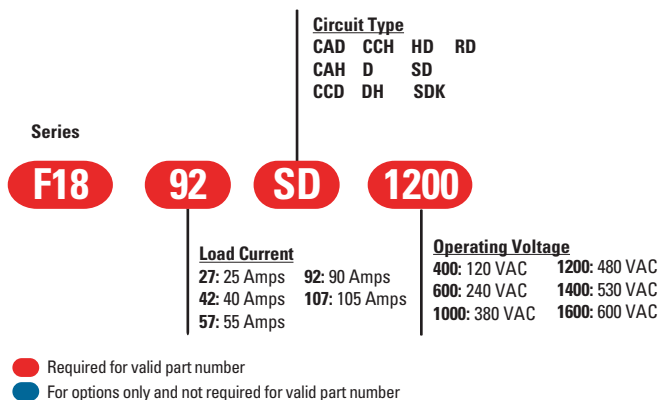 Circuit Type
CAD CCH HD RD
CAH D SD
CCD DH SDK
Series
F18 92 SD 1200
Load Current
27: 25 Amps 92: 90 Amps
42: 40 Amps 107: 105 Amps
57: 55 Amps
Operating Voltage
400: 120 VAC 1200: 480 VAC
600: 240 VAC 1400: 530 VAC
1000: 380 VAC 1600: 600 VAC
Required for valid part number
For options only and not required for valid part number